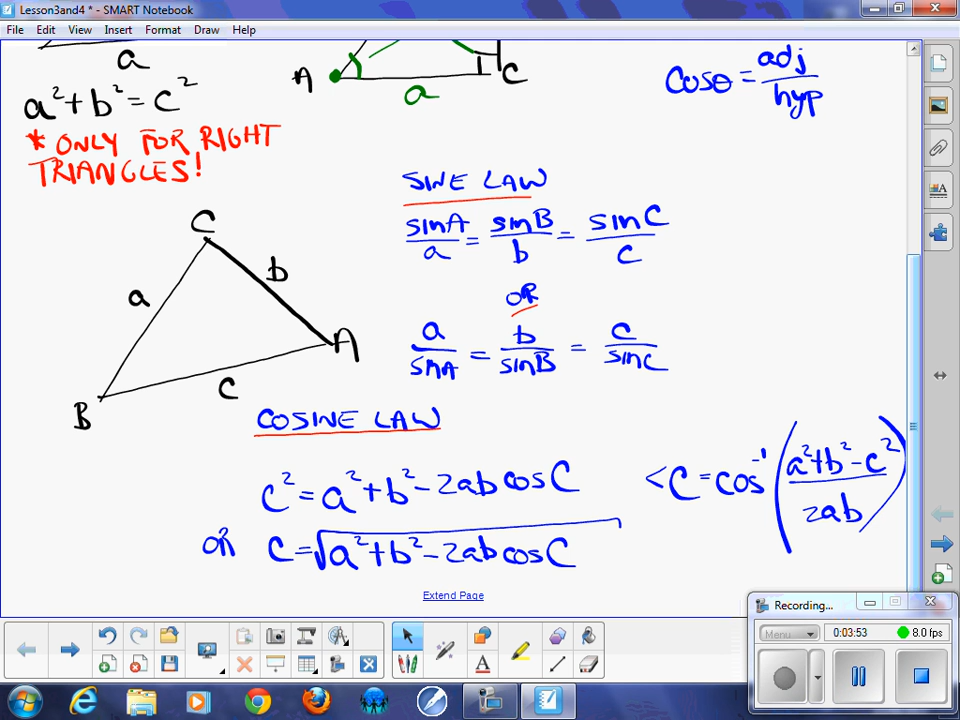 Lesson3and4 * - SMART Notebook
File Edit View Insert Format Draw Help
a
A
a
C
cosθ = adj/hyp
a² + b² = c²
* ONLY FOR RIGHT
TRIANGLES!
SINE LAW
sinA/a = sinB/b = sinC/c
OR
a/sinA = b/sinB = c/sinC
C
b
a
A
c
B
COSINE LAW
c² = a² + b² - 2ab cosC
or c = √(a² + b² - 2ab cosC)
<C = cos⁻¹((a² + b² - c²)/2ab)
Extend Page
Recording...
Menu
0:03:53
8.0 fps